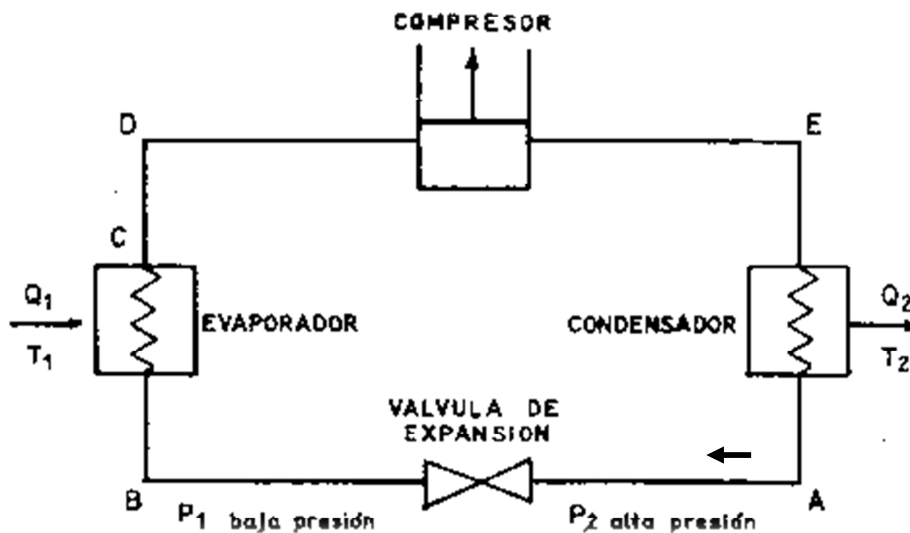 COMPRESOR
D
E
C
Q1
EVAPORADOR
CONDENSADOR
Q2
T1
T2
VALVULA DE
EXPANSION
B
P1 baja presión
P2 alta presión
A